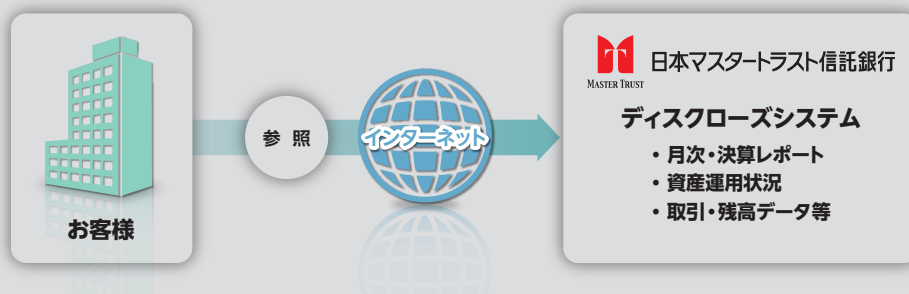 お客様
参 照
インターネット
MASTER TRUST
日本マスタートラスト信託銀行
ディスクローズシステム
・月次・決算レポート
・資産運用状況
・取引・残高データ等